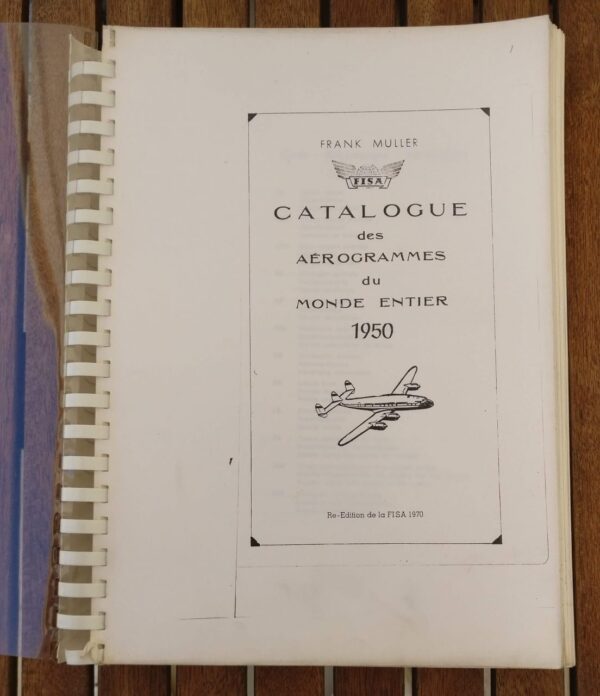 FRANK MULLER
FISA
CATALOGUE
des
AÉROGRAMMES
du
MONDE ENTIER
1950
Re-Edition de la FISA 1970